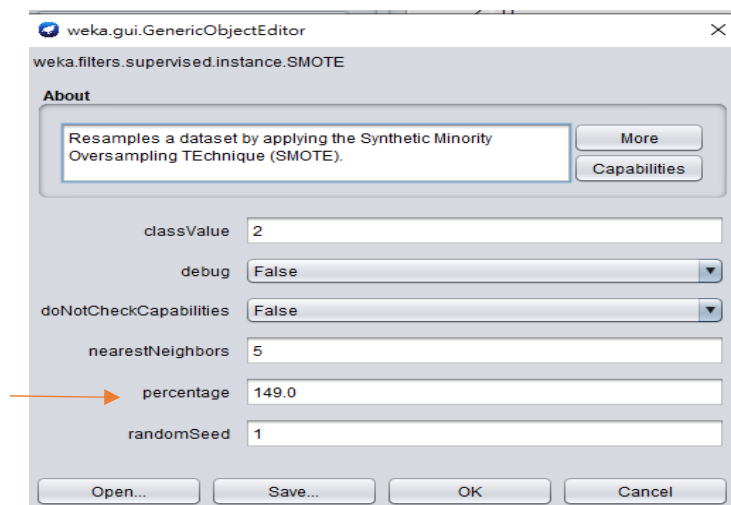 weka.gui.GenericObjectEditor
weka.filters.supervised.instance.SMOTE
About
Resamples a dataset by applying the Synthetic Minority
Oversampling TEchnique (SMOTE).
More
Capabilities
classValue 2
debug False
doNotCheckCapabilities False
nearestNeighbors 5
percentage 149.0
randomSeed 1
Open... Save... OK Cancel